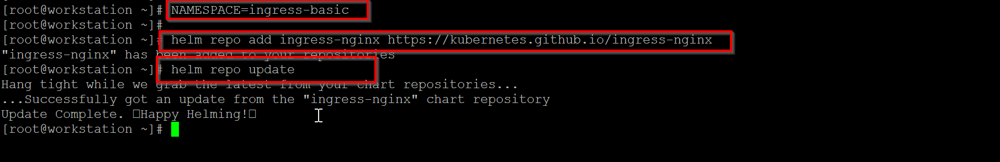 [root@workstation ~]# NAMESPACE=ingress-basic
[root@workstation ~]#
[root@workstation ~]# helm repo add ingress-nginx https://kubernetes.github.io/ingress-nginx
"ingress-nginx" has been added to your repositories
[root@workstation ~]# helm repo update
Hang tight while we grab the latest from your chart repositories...
...Successfully got an update from the "ingress-nginx" chart repository
Update Complete. ⎕Happy Helming!⎕
[root@workstation ~]#